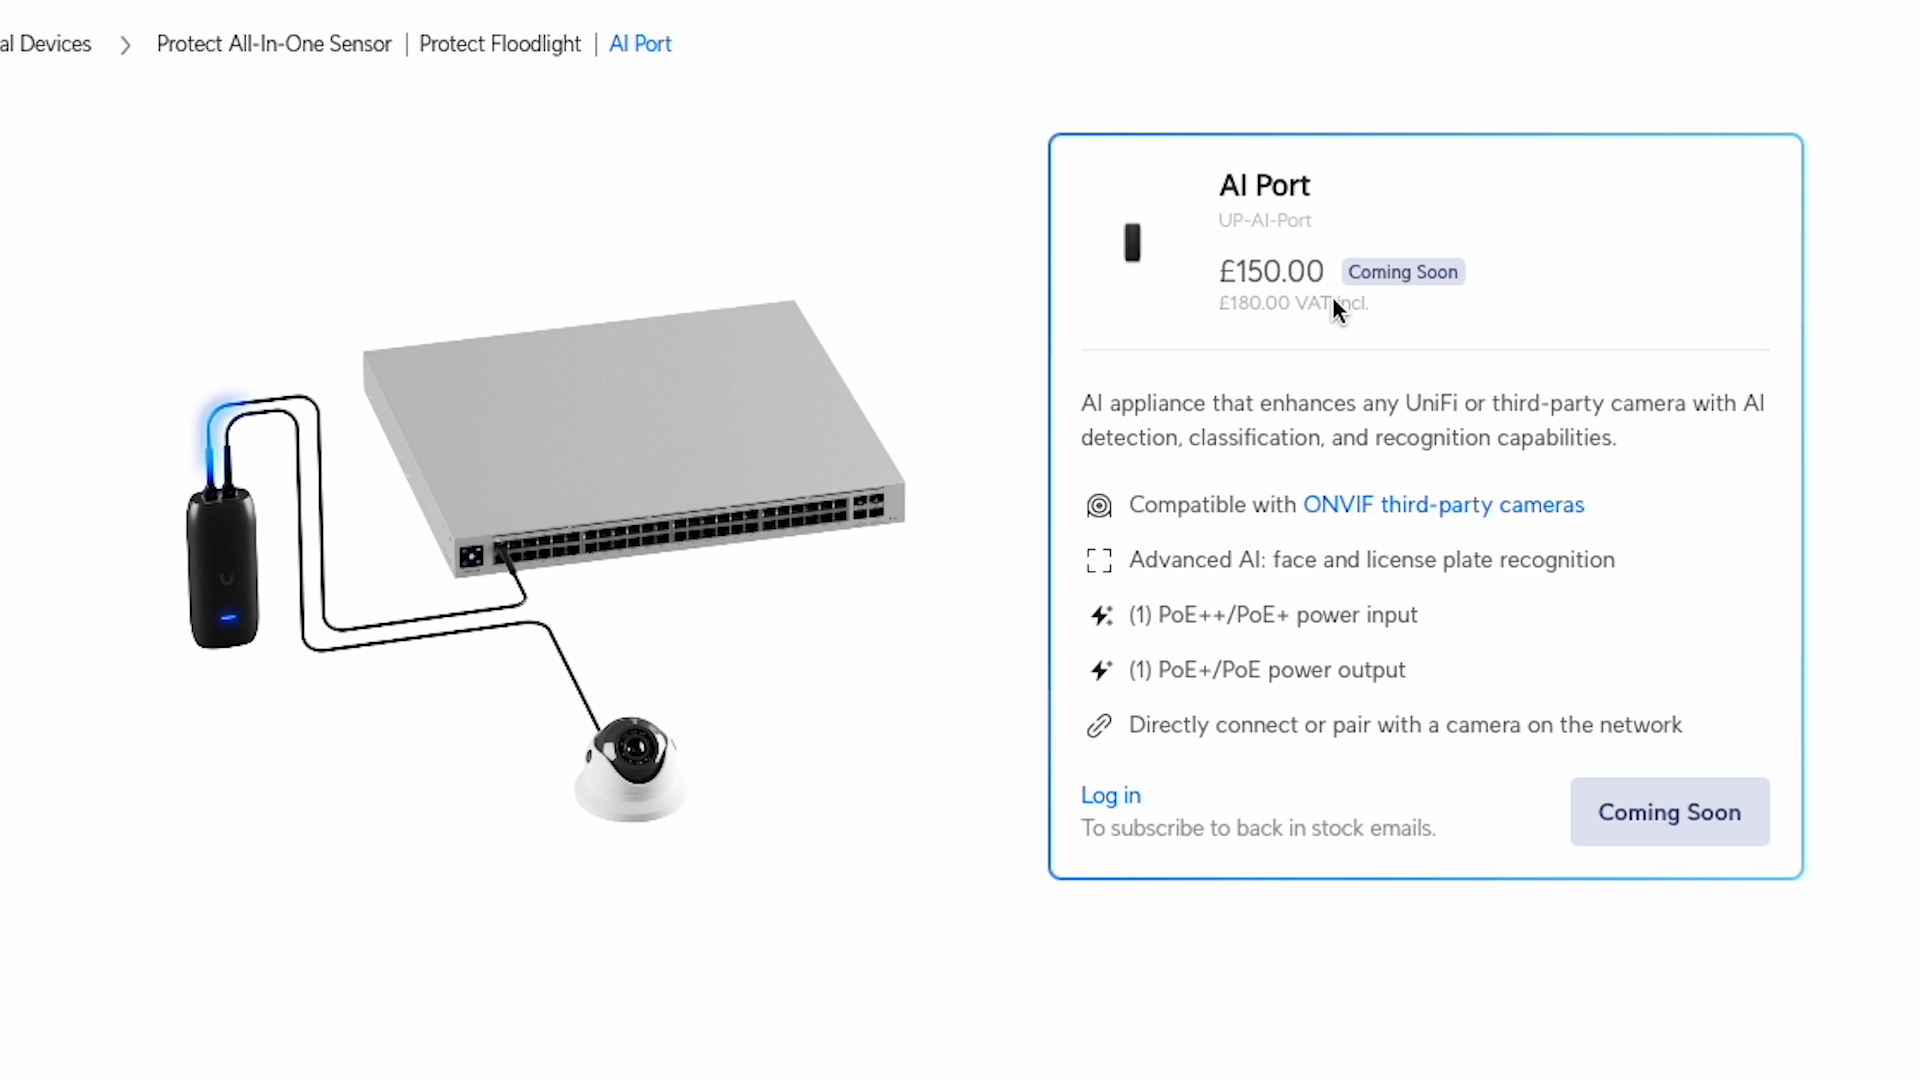 al Devices > Protect All-In-One Sensor | Protect Floodlight | AI Port
AI Port
UP-AI-Port
£150.00 Coming Soon
£180.00 VAT incl.
AI appliance that enhances any UniFi or third-party camera with AI
detection, classification, and recognition capabilities.
Compatible with ONVIF third-party cameras
Advanced AI: face and license plate recognition
(1) PoE++/PoE+ power input
(1) PoE+/PoE power output
Directly connect or pair with a camera on the network
Log in
To subscribe to back in stock emails.
Coming Soon